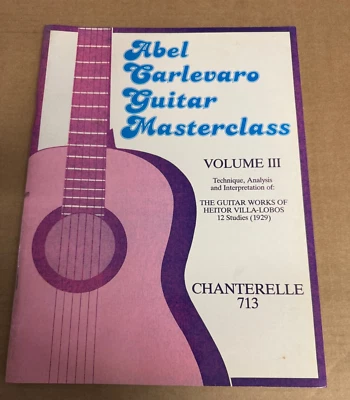 Abel
Carlevaro
Guitar
Masterclass
VOLUME III
Technique, Analysis
and Interpretation of:
THE GUITAR WORKS OF
HEITOR VILLA-LOBOS
12 Studies (1929)
CHANTERELLE
713